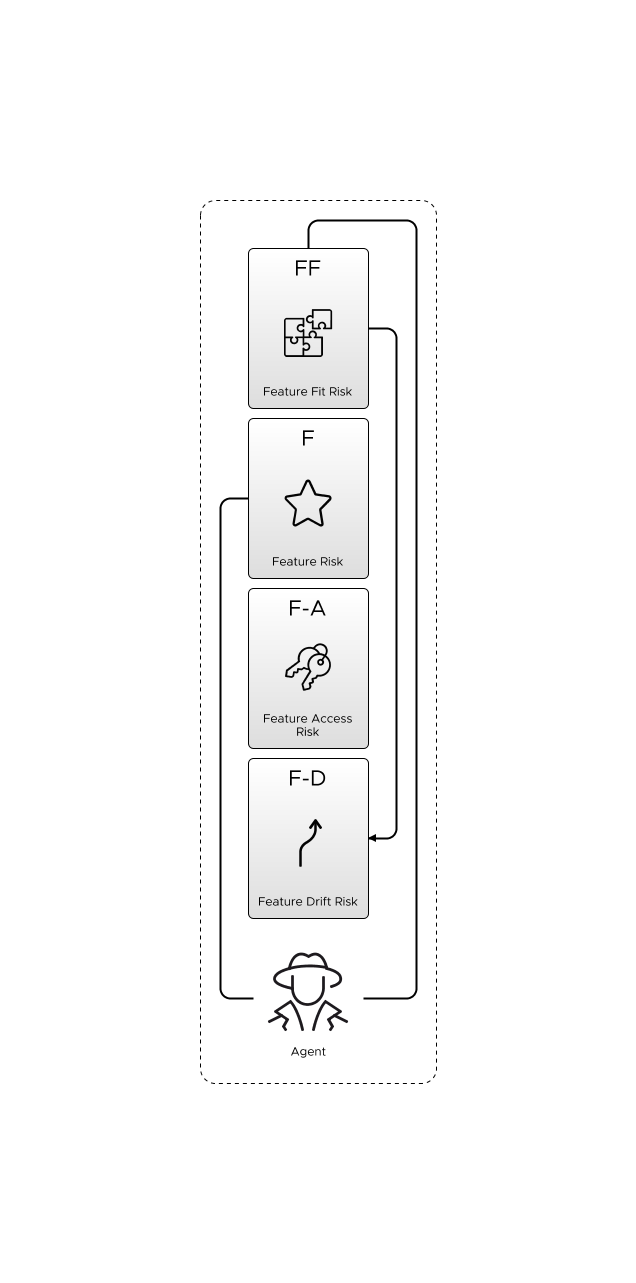 FF
Feature Fit Risk
F
Feature Risk
F-A
Feature Access
Risk
F-D
Feature Drift Risk
Agent